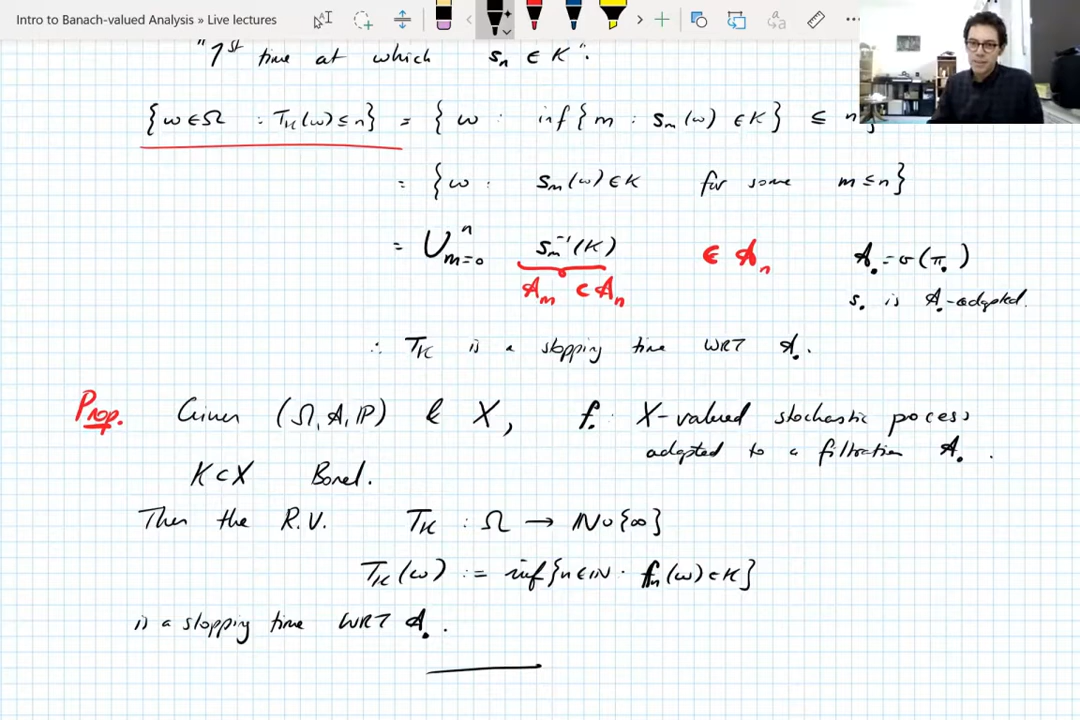 Intro to Banach-valued Analysis » Live lectures
"1st time at which sₙ ∈ K".
{ω∈Ω : T_K(ω) ≤ n} = {ω : inf{m : s_m(ω) ∈ K} ≤ n}
= {ω : s_m(ω) ∈ K for some m ≤ n}
= ∪_{m=0}^n s_m^{-1}(K) ∈ 𝒜_n 𝒜_• = σ(π_•)
𝒜_m ⊂ 𝒜_n s_• is 𝒜_•-adapted.
∴ T_K is a stopping time WRT 𝒜_•.
Prop. Given (Ω, 𝒜, ℙ) & X, f_• : X-valued stochastic pocess
adapted to a filtration 𝒜_•.
K ⊂ X Borel.
Then the R.V. T_K : Ω → ℕ∪{∞}
T_K(ω) := inf{n∈ℕ : f_n(ω) ∈ K}
is a stopping time WRT 𝒜_•.